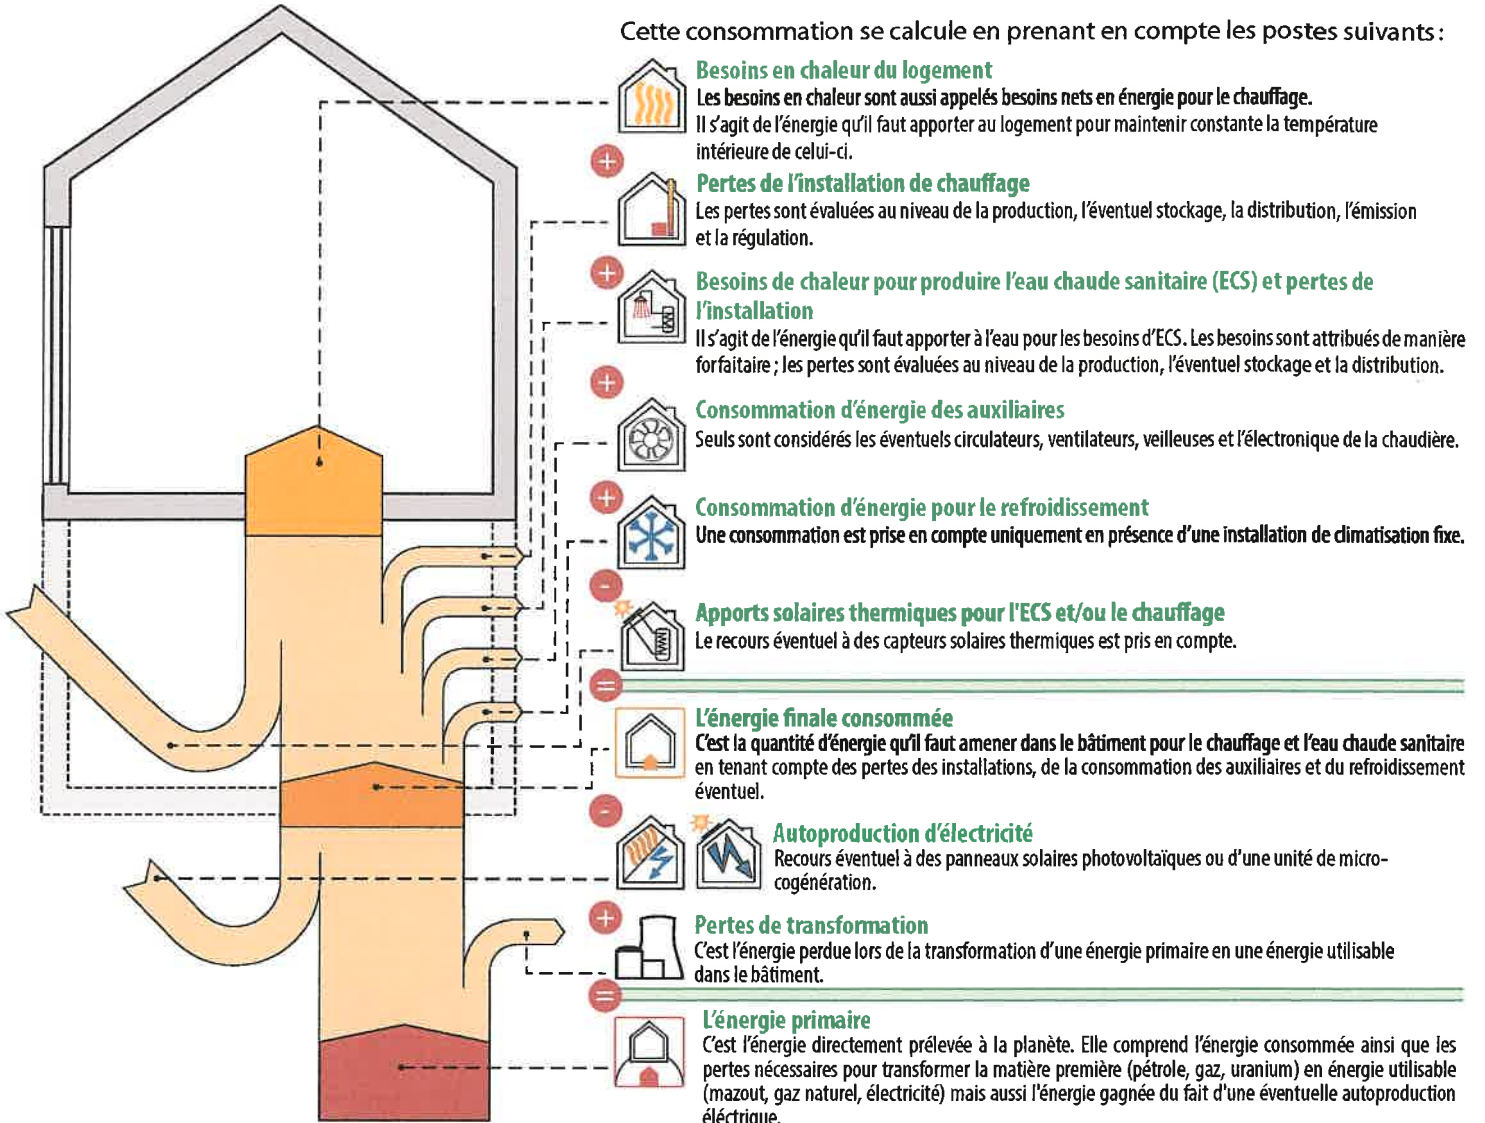 Cette consommation se calcule en prenant en compte les postes suivants :
Besoins en chaleur du logement
Les besoins en chaleur sont aussi appelés besoins nets en énergie pour le chauffage.
Il s'agit de l'énergie qu'il faut apporter au logement pour maintenir constante la température
intérieure de celui-ci.
+
Pertes de l'installation de chauffage
Les pertes sont évaluées au niveau de la production, l'éventuel stockage, la distribution, l'émission
et la régulation.
+
Besoins de chaleur pour produire l'eau chaude sanitaire (ECS) et pertes de
l'installation
Il s'agit de l'énergie qu'il faut apporter à l'eau pour les besoins d'ECS. Les besoins sont attribués de manière
forfaitaire ; les pertes sont évaluées au niveau de la production, l'éventuel stockage et la distribution.
+
Consommation d'énergie des auxiliaires
Seuls sont considérés les éventuels circulateurs, ventilateurs, veilleuses et l'électronique de la chaudière.
+
Consommation d'énergie pour le refroidissement
Une consommation est prise en compte uniquement en présence d'une installation de climatisation fixe.
-
Apports solaires thermiques pour l'ECS et/ou le chauffage
Le recours éventuel à des capteurs solaires thermiques est pris en compte.
=
L'énergie finale consommée
C'est la quantité d'énergie qu'il faut amener dans le bâtiment pour le chauffage et l'eau chaude sanitaire
en tenant compte des pertes des installations, de la consommation des auxiliaires et du refroidissement
éventuel.
-
Autoproduction d'électricité
Recours éventuel à des panneaux solaires photovoltaïques ou d'une unité de micro-
cogénération.
+
Pertes de transformation
C'est l'énergie perdue lors de la transformation d'une énergie primaire en une énergie utilisable
dans le bâtiment.
=
L'énergie primaire
C'est l'énergie directement prélevée à la planète. Elle comprend l'énergie consommée ainsi que les
pertes nécessaires pour transformer la matière première (pétrole, gaz, uranium) en énergie utilisable
(mazout, gaz naturel, électricité) mais aussi l'énergie gagnée du fait d'une éventuelle autoproduction
éléctrique.